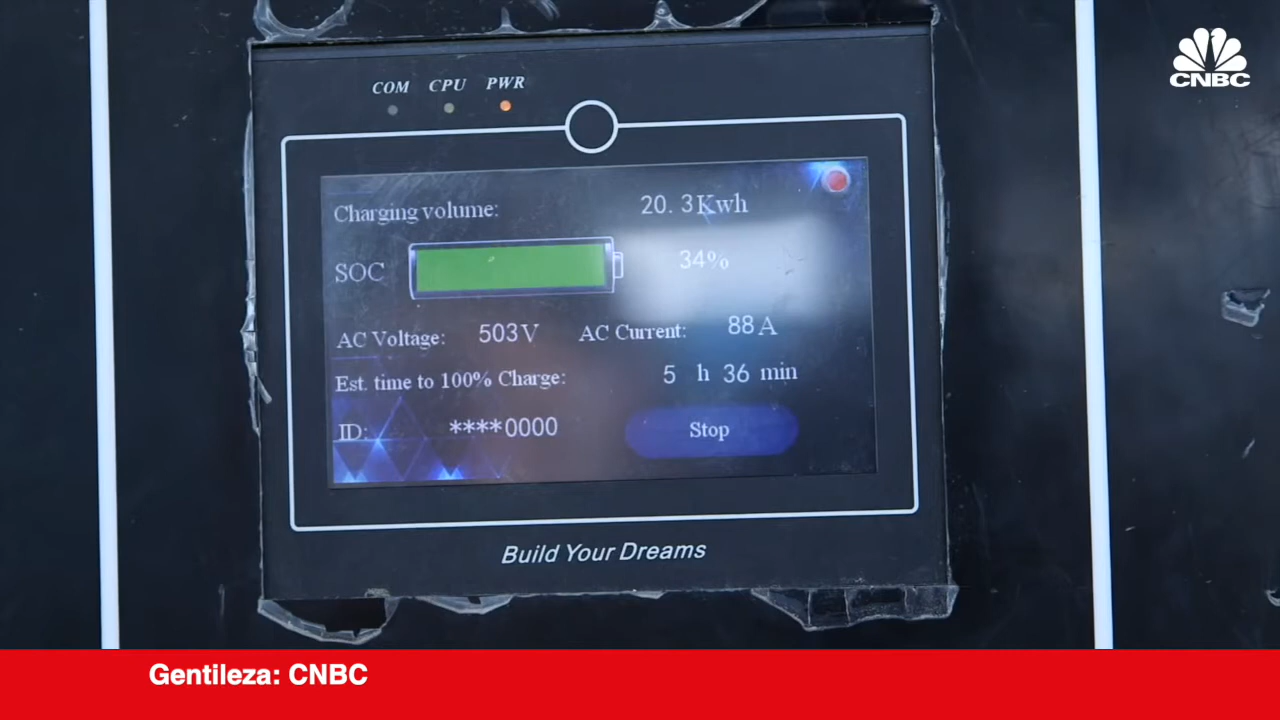 CNBC
COM CPU PWR
Charging volume: 20.3Kwh
SOC 34%
AC Voltage: 503V AC Current: 88A
Est. time to 100% Charge: 5 h 36 min
ID: ****0000 Stop
Build Your Dreams
Gentileza: CNBC